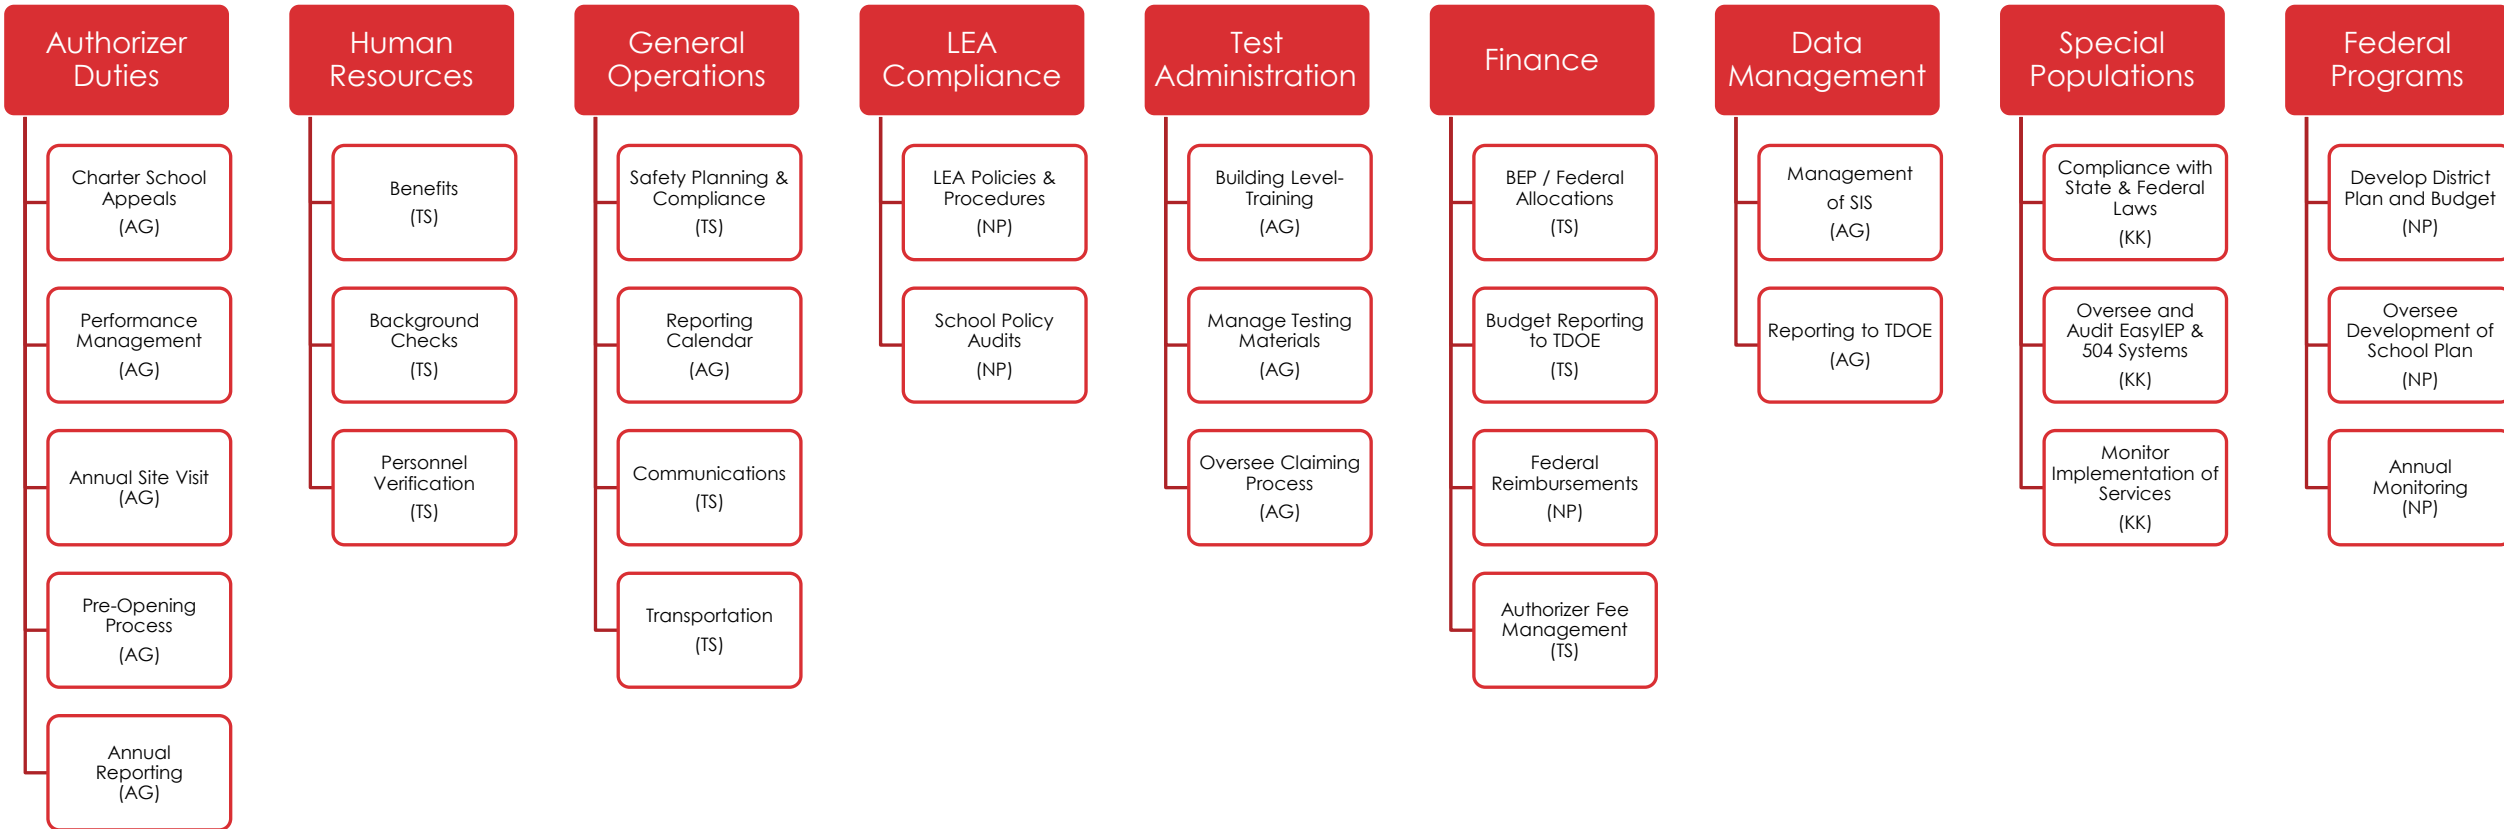 Authorizer
Duties
Charter School
Appeals
(AG)
Performance
Management
(AG)
Annual Site Visit
(AG)
Pre-Opening
Process
(AG)
Annual
Reporting
(AG)
Human
Resources
Benefits
(TS)
Background
Checks
(TS)
Personnel
Verification
(TS)
General
Operations
Safety Planning &
Compliance
(TS)
Reporting
Calendar
(AG)
Communications
(TS)
Transportation
(TS)
LEA
Compliance
LEA Policies &
Procedures
(NP)
School Policy
Audits
(NP)
Test
Administration
Building Level-
Training
(AG)
Manage Testing
Materials
(AG)
Oversee Claiming
Process
(AG)
Finance
BEP / Federal
Allocations
(TS)
Budget Reporting
to TDOE
(TS)
Federal
Reimbursements
(NP)
Authorizer Fee
Management
(TS)
Data
Management
Management
of SIS
(AG)
Reporting to TDOE
(AG)
Special
Populations
Compliance with
State & Federal
Laws
(KK)
Oversee and
Audit EasyIEP &
504 Systems
(KK)
Monitor
Implementation of
Services
(KK)
Federal
Programs
Develop District
Plan and Budget
(NP)
Oversee
Development of
School Plan
(NP)
Annual
Monitoring
(NP)